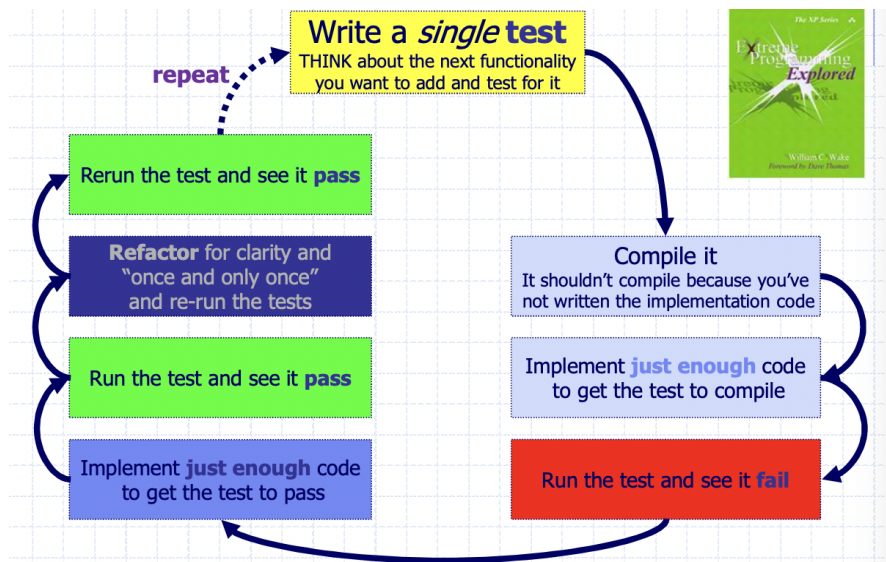 Write a single test
THINK about the next functionality
you want to add and test for it
repeat
The XP Series
Extreme
Programming
Explored
William C. Wake
Foreword by Dave Thomas
Compile it
It shouldn't compile because you've
not written the implementation code
Implement just enough code
to get the test to compile
Run the test and see it fail
Implement just enough code
to get the test to pass
Run the test and see it pass
Refactor for clarity and
“once and only once”
and re-run the tests
Rerun the test and see it pass